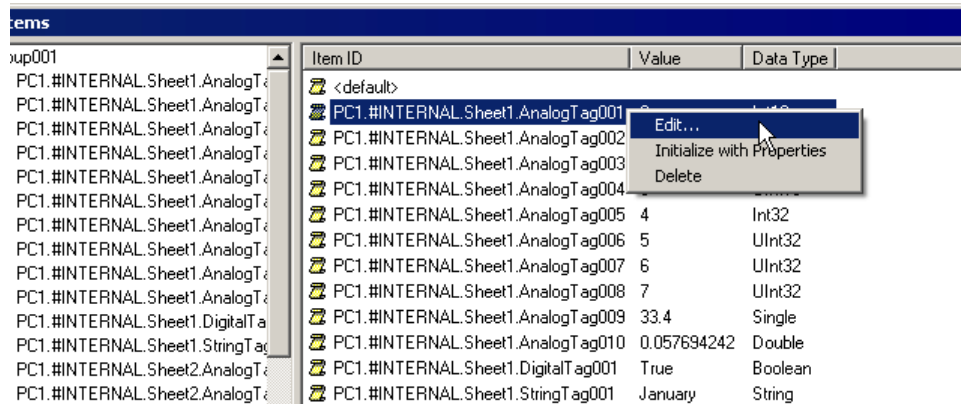 ems
oup001
PC1.#INTERNAL.Sheet1.AnalogTa
PC1.#INTERNAL.Sheet1.AnalogTa
PC1.#INTERNAL.Sheet1.AnalogTa
PC1.#INTERNAL.Sheet1.AnalogTa
PC1.#INTERNAL.Sheet1.AnalogTa
PC1.#INTERNAL.Sheet1.AnalogTa
PC1.#INTERNAL.Sheet1.AnalogTa
PC1.#INTERNAL.Sheet1.AnalogTa
PC1.#INTERNAL.Sheet1.AnalogTa
PC1.#INTERNAL.Sheet1.AnalogTa
PC1.#INTERNAL.Sheet1.DigitalTa
PC1.#INTERNAL.Sheet1.StringTag
PC1.#INTERNAL.Sheet2.AnalogTa
PC1.#INTERNAL.Sheet2.AnalogTa
Item ID Value Data Type
<default>
PC1.#INTERNAL.Sheet1.AnalogTag001
PC1.#INTERNAL.Sheet1.AnalogTag002
PC1.#INTERNAL.Sheet1.AnalogTag003
PC1.#INTERNAL.Sheet1.AnalogTag004
PC1.#INTERNAL.Sheet1.AnalogTag005 4 Int32
PC1.#INTERNAL.Sheet1.AnalogTag006 5 UInt32
PC1.#INTERNAL.Sheet1.AnalogTag007 6 UInt32
PC1.#INTERNAL.Sheet1.AnalogTag008 7 UInt32
PC1.#INTERNAL.Sheet1.AnalogTag009 33.4 Single
PC1.#INTERNAL.Sheet1.AnalogTag010 0.057694242 Double
PC1.#INTERNAL.Sheet1.DigitalTag001 True Boolean
PC1.#INTERNAL.Sheet1.StringTag001 January String
Edit...
Initialize with Properties
Delete